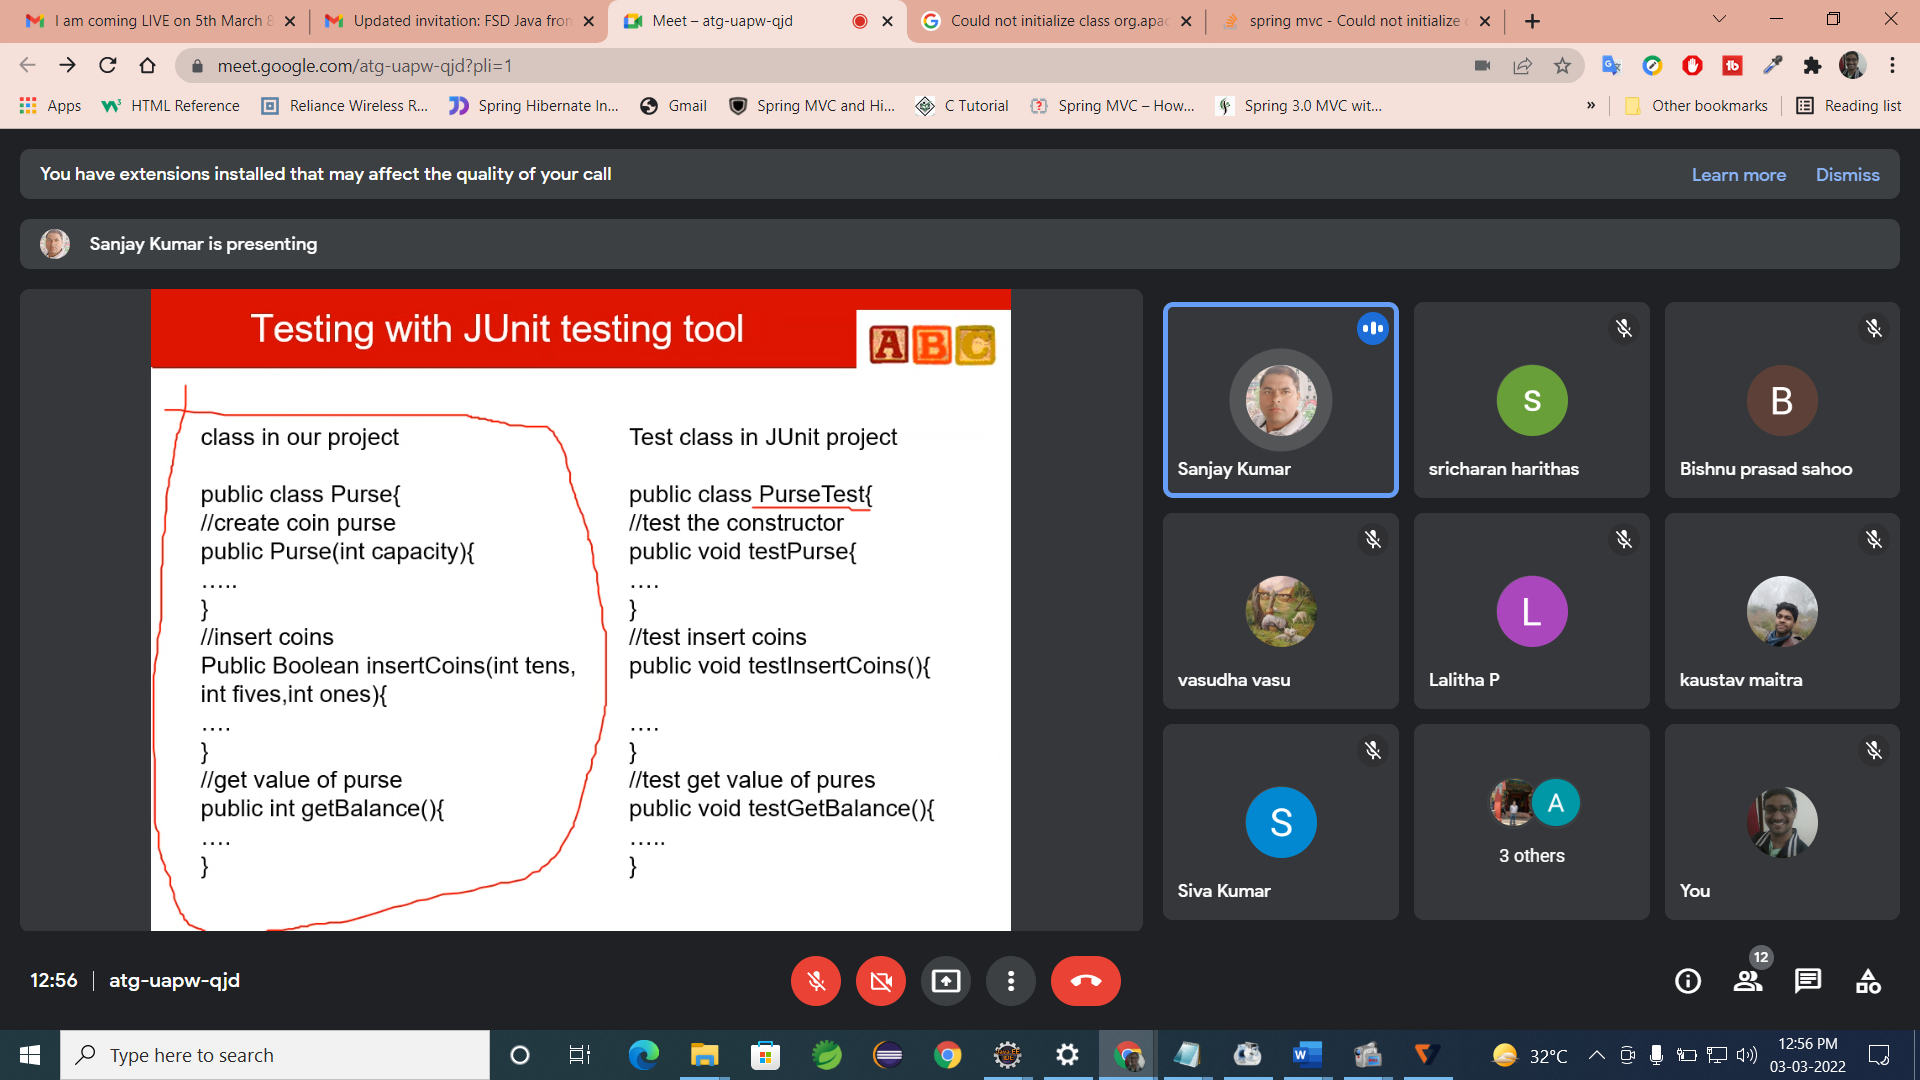 I am coming LIVE on 5th March 8
Updated invitation: FSD Java fron
Meet – atg-uapw-qjd
Could not initialize class org.apac
spring mvc - Could not initialize c
meet.google.com/atg-uapw-qjd?pli=1
Apps
HTML Reference
Reliance Wireless R...
Spring Hibernate In...
Gmail
Spring MVC and Hi...
C Tutorial
Spring MVC – How...
Spring 3.0 MVC wit...
»
Other bookmarks
Reading list
You have extensions installed that may affect the quality of your call
Learn more
Dismiss
Sanjay Kumar is presenting
Testing with JUnit testing tool
A B C
class in our project
public class Purse{
//create coin purse
public Purse(int capacity){
…..
}
//insert coins
Public Boolean insertCoins(int tens,
int fives,int ones){
….
}
//get value of purse
public int getBalance(){
….
}
Test class in JUnit project
public class PurseTest{
//test the constructor
public void testPurse{
….
}
//test insert coins
public void testInsertCoins(){
….
}
//test get value of pures
public void testGetBalance(){
…..
}
Sanjay Kumar
s
sricharan harithas
B
Bishnu prasad sahoo
vasudha vasu
L
Lalitha P
kaustav maitra
S
Siva Kumar
A
3 others
You
12:56
atg-uapw-qjd
12
Type here to search
32°C
12:56 PM
03-03-2022